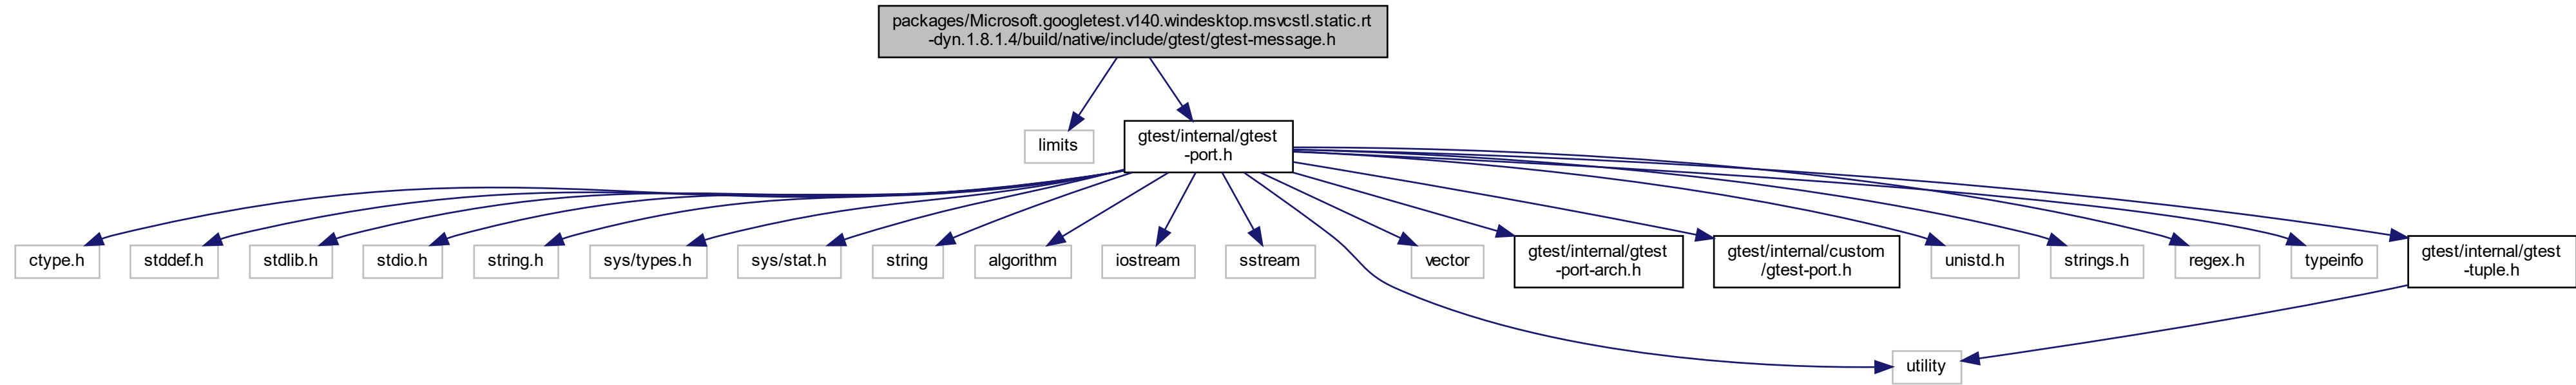 packages/Microsoft.googletest.v140.windesktop.msvcstl.static.rt
-dyn.1.8.1.4/build/native/include/gtest/gtest-message.h
limits
gtest/internal/gtest
-port.h
ctype.h
stddef.h
stdlib.h
stdio.h
string.h
sys/types.h
sys/stat.h
string
algorithm
iostream
sstream
vector
gtest/internal/gtest
-port-arch.h
gtest/internal/custom
/gtest-port.h
unistd.h
strings.h
regex.h
typeinfo
gtest/internal/gtest
-tuple.h
utility